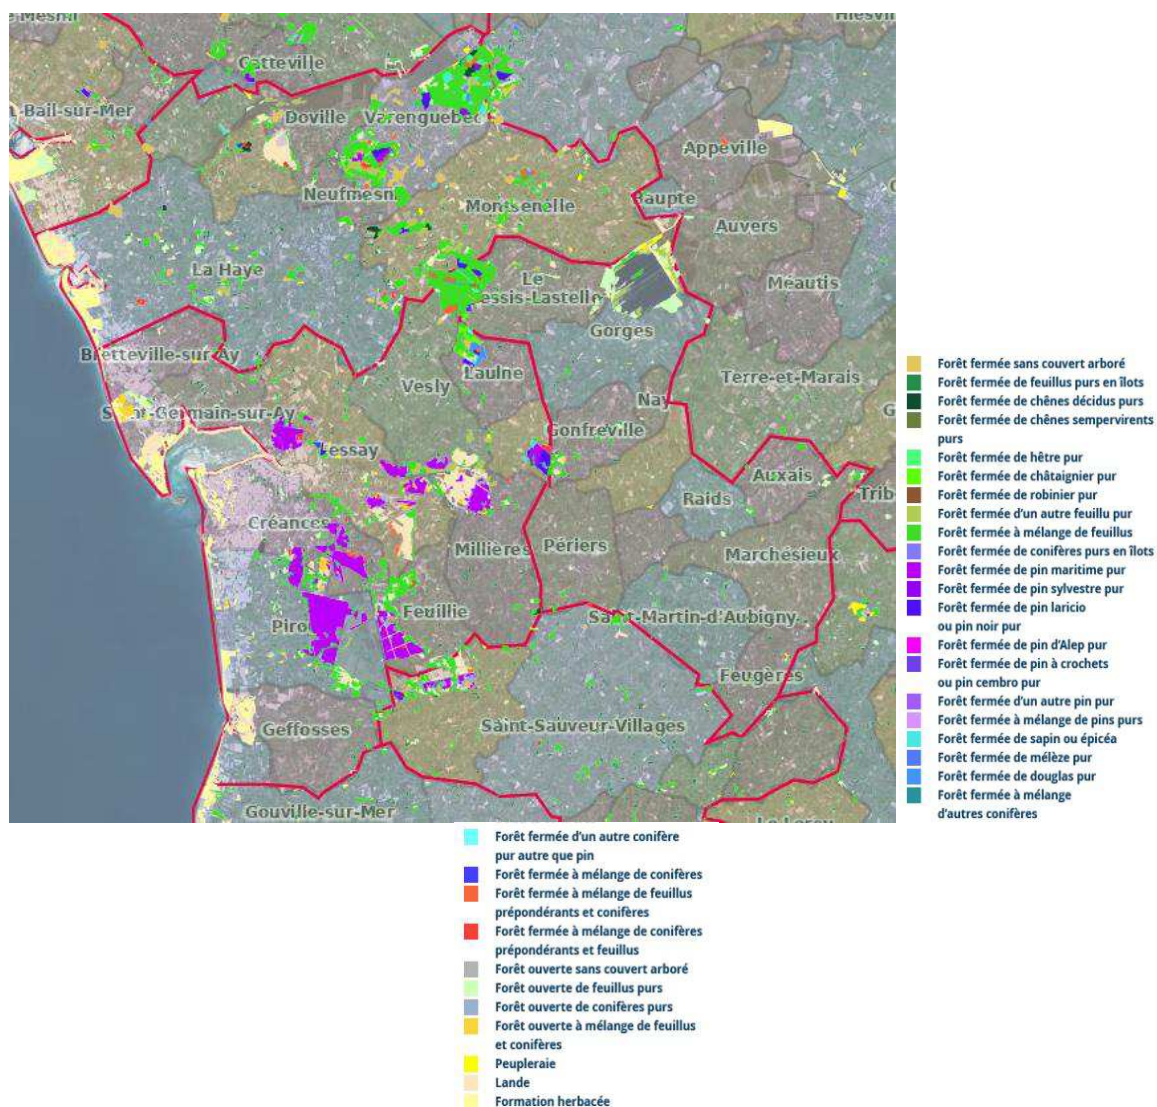 Catteville
Bail-sur-Mer
Doville
Varenguebec
Appeville
Neufmesn
Montsenelle
Baupte
Auvers
La Haye
Le
essis-Lastelle
Méautis
Gorges
Bretteville-sur-Ay
Laulne
Vesly
Terre-et-Marais
Nay
Saint-Germain-sur-Ay
Gonfreville
Lessay
Auxais
Raids
Trib
Créances
Millières
Périers
Marchésieux
Feuillie
Piro
Saint-Martin-d'Aubigny
Feugères
Geffosses
Saint-Sauveur-Villages
Gouville-sur-Mer
Forêt fermée sans couvert arboré
Forêt fermée de feuillus purs en îlots
Forêt fermée de chênes décidus purs
Forêt fermée de chênes sempervirents
purs
Forêt fermée de hêtre pur
Forêt fermée de châtaignier pur
Forêt fermée de robinier pur
Forêt fermée d'un autre feuillu pur
Forêt fermée à mélange de feuillus
Forêt fermée de conifères purs en îlots
Forêt fermée de pin maritime pur
Forêt fermée de pin sylvestre pur
Forêt fermée de pin laricio
ou pin noir pur
Forêt fermée de pin d'Alep pur
Forêt fermée de pin à crochets
ou pin cembro pur
Forêt fermée d'un autre pin pur
Forêt fermée à mélange de pins purs
Forêt fermée de sapin ou épicéa
Forêt fermée de mélèze pur
Forêt fermée de douglas pur
Forêt fermée à mélange
d'autres conifères
Forêt fermée d'un autre conifère
pur autre que pin
Forêt fermée à mélange de conifères
Forêt fermée à mélange de feuillus
prépondérants et conifères
Forêt fermée à mélange de conifères
prépondérants et feuillus
Forêt ouverte sans couvert arboré
Forêt ouverte de feuillus purs
Forêt ouverte de conifères purs
Forêt ouverte à mélange de feuillus
et conifères
Peupleraie
Lande
Formation herbacée